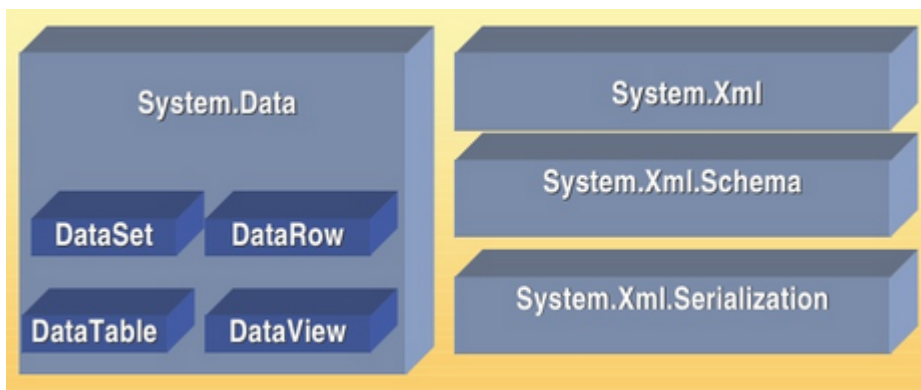 System.Data
DataSet
DataRow
DataTable
DataView
System.Xml
System.Xml.Schema
System.Xml.Serialization